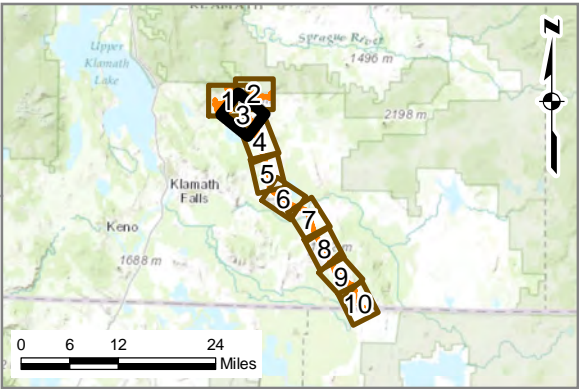 KLAMATH
Sprague River
Upper
Klamath
Lake
1496 m
N
2198 m
1
2
3
4
5
6
7
8
9
10
Klamath
Falls
Keno
1688 m
0 6 12 24
Miles